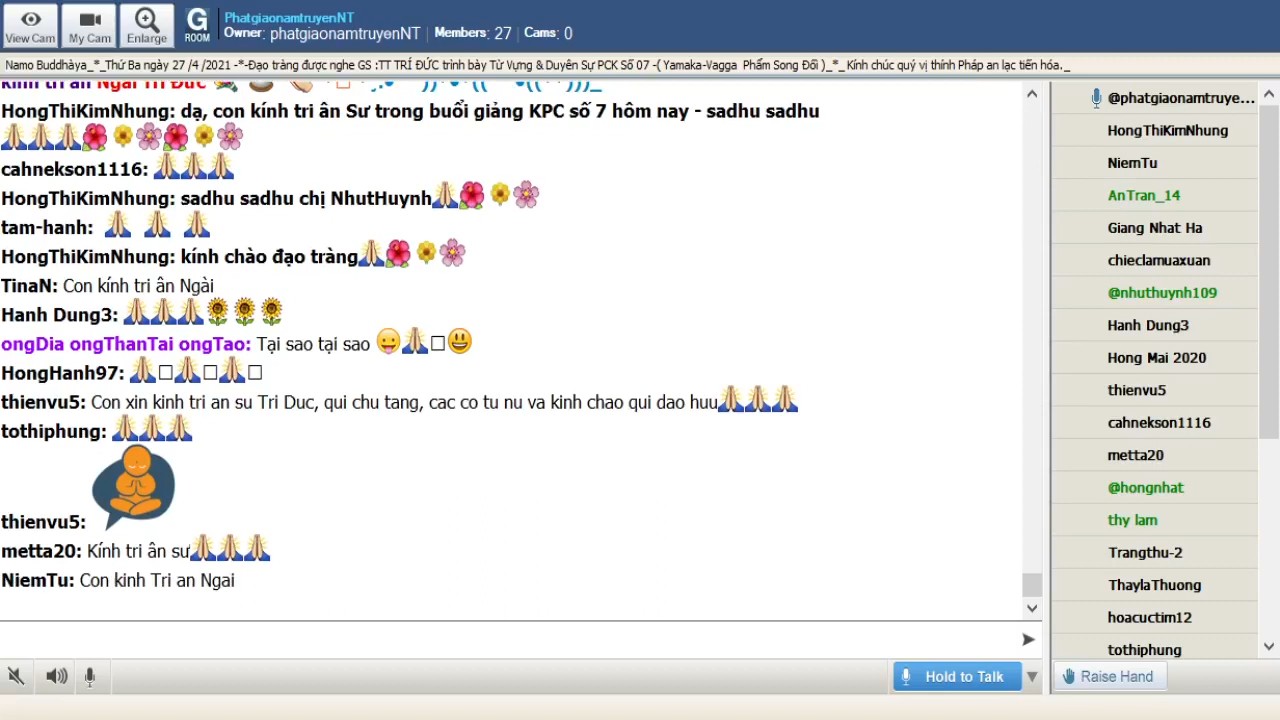 View Cam
My Cam
Enlarge
G
ROOM
PhatgiaonamtruyenNT
Owner: phatgiaonamtruyenNT | Members: 27 | Cams: 0
Namo Buddhàya_*_Thứ Ba ngày 27 /4 /2021 -*-Đạo tràng được nghe GS :TT TRÍ ĐỨC trình bày Từ Vựng & Duyên Sự PCK Số 07 -( Yamaka-Vagga Phẩm Song Đối )_*_ Kính chúc quý vị thính Pháp an lạc tiến hóa._
kính tri ân Ngài Trí Đức
HongThiKimNhung: dạ, con kính tri ân Sư trong buổi giảng KPC số 7 hôm nay - sadhu sadhu
🙏🙏🙏🌺🌼🌸🌺🌼🌸
cahnekson1116: 🙏🙏🙏
HongThiKimNhung: sadhu sadhu chị NhutHuynh🙏🌺🌼🌸
tam-hanh: 🙏 🙏 🙏
HongThiKimNhung: kính chào đạo tràng🙏🌺🌼🌸
TinaN: Con kính tri ân Ngài
Hanh Dung3: 🙏🙏🙏🌻🌻🌻
ongDia ongThanTai ongTao: Tại sao tại sao 😛🙏□😃
HongHanh97: 🙏□🙏□🙏□
thienvu5: Con xin kinh tri an su Tri Duc, qui chu tang, cac co tu nu va kinh chao qui dao huu🙏🙏🙏
tothiphung: 🙏🙏🙏
thienvu5:
metta20: Kính tri ân sư🙏🙏🙏
NiemTu: Con kinh Tri an Ngai
Hold to Talk
@phatgiaonamtruye...
HongThiKimNhung
NiemTu
AnTran_14
Giang Nhat Ha
chieclamuaxuan
@nhuthuynh109
Hanh Dung3
Hong Mai 2020
thienvu5
cahnekson1116
metta20
@hongnhat
thy lam
Trangthu-2
ThaylaThuong
hoacuctim12
tothiphung
Raise Hand